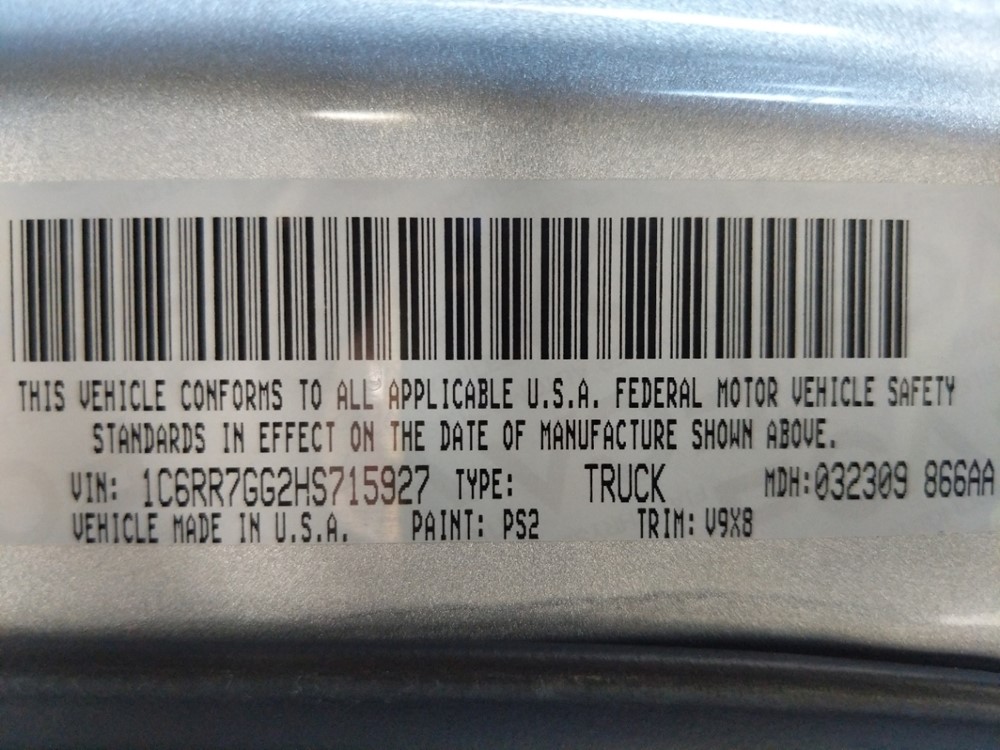 THIS VEHICLE CONFORMS TO ALL APPLICABLE U.S.A. FEDERAL MOTOR VEHICLE SAFETY
STANDARDS IN EFFECT ON THE DATE OF MANUFACTURE SHOWN ABOVE.
VIN: 1C6RR7GG2HS715927 TYPE: TRUCK MDH:032309 866AA
VEHICLE MADE IN U.S.A. PAINT: PS2 TRIM: V9X8